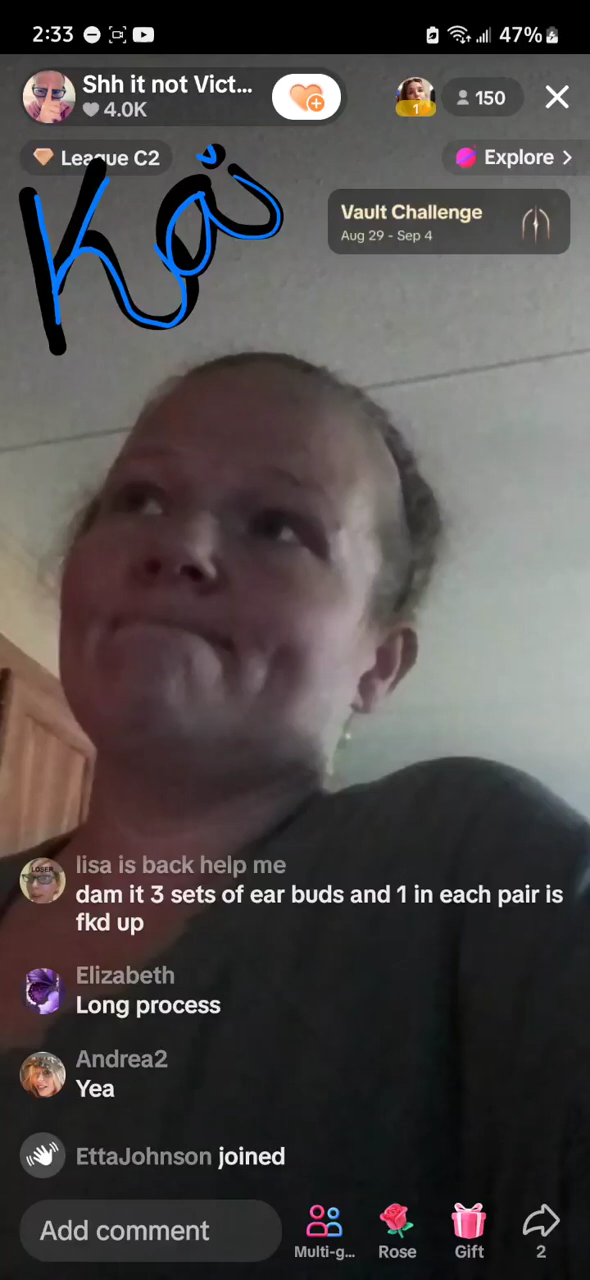 2:33
47%
Shh it not Vict...
4.0K
1
150
League C2
Explore >
Kai
Vault Challenge
Aug 29 - Sep 4
LOSER
lisa is back help me
dam it 3 sets of ear buds and 1 in each pair is
fkd up
Elizabeth
Long process
Andrea2
Yea
EttaJohnson joined
Add comment
Multi-g...
Rose
Gift
2